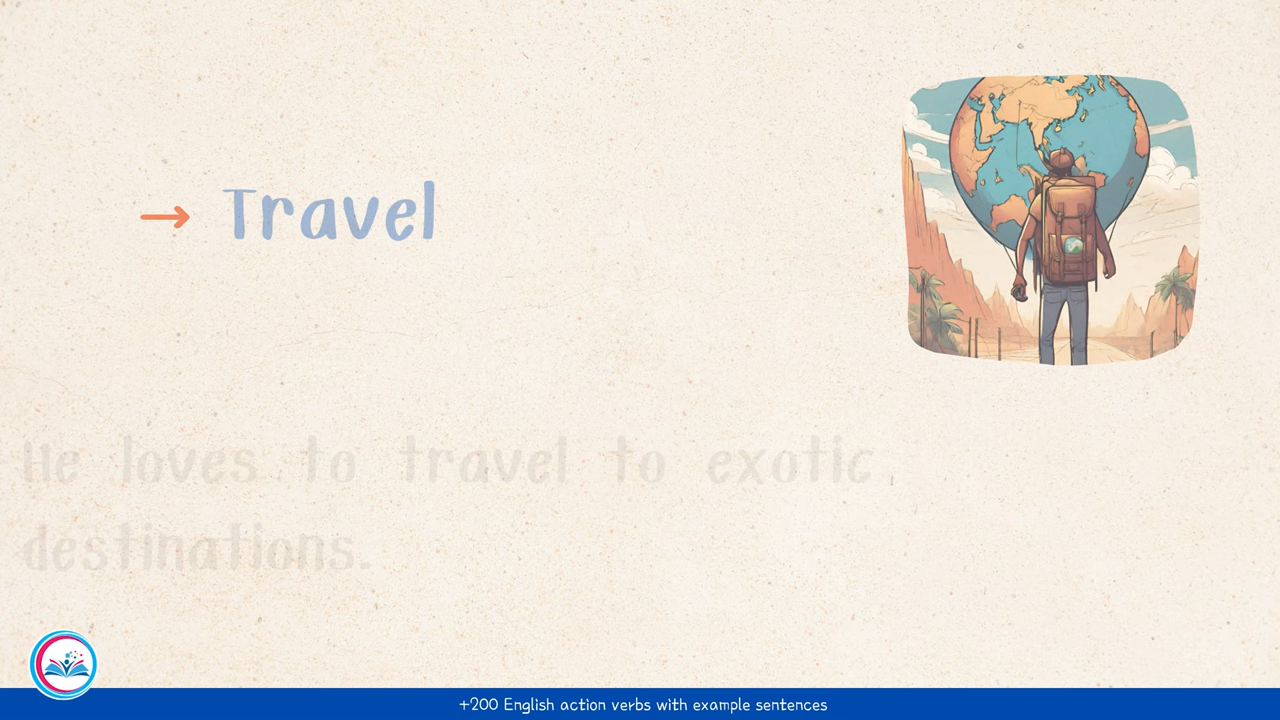 → Travel
He loves to travel to exotic
destinations.
+200 English action verbs with example sentences